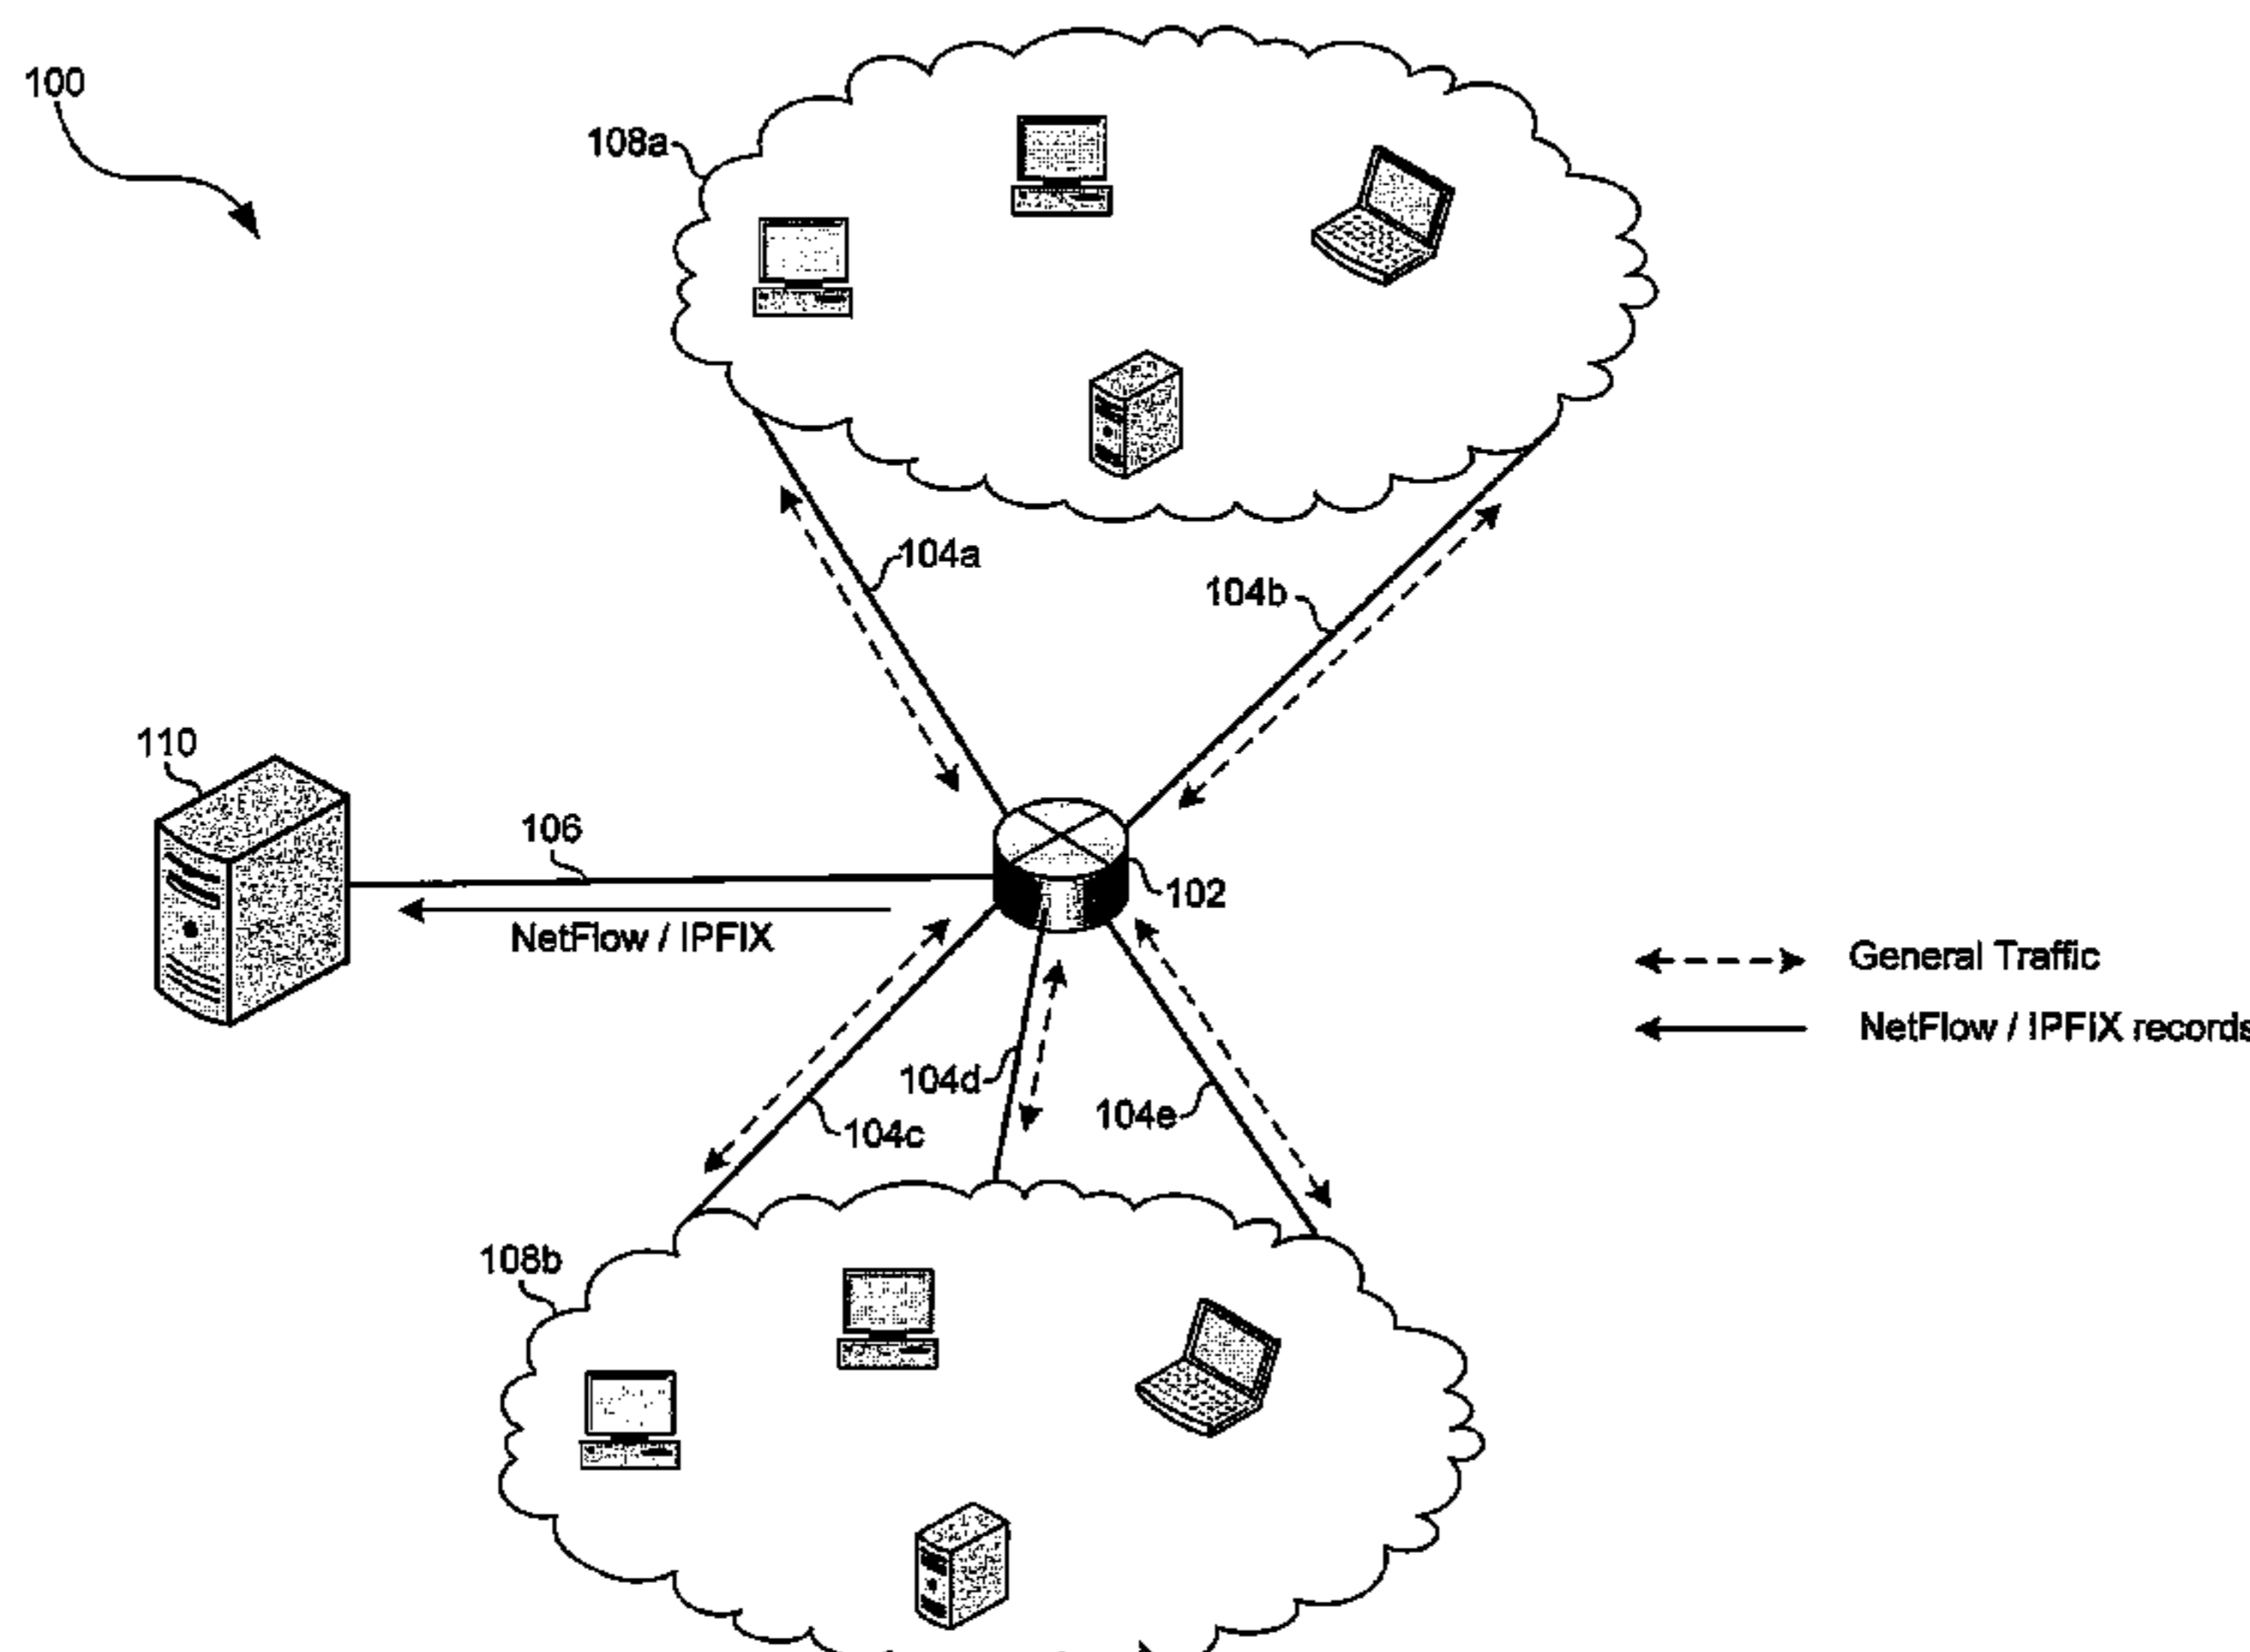 100
108a
104a
104b
110
106
102
NetFlow / IPFIX
General Traffic
NetFlow / IPFIX records
104d
104c
104e
108b